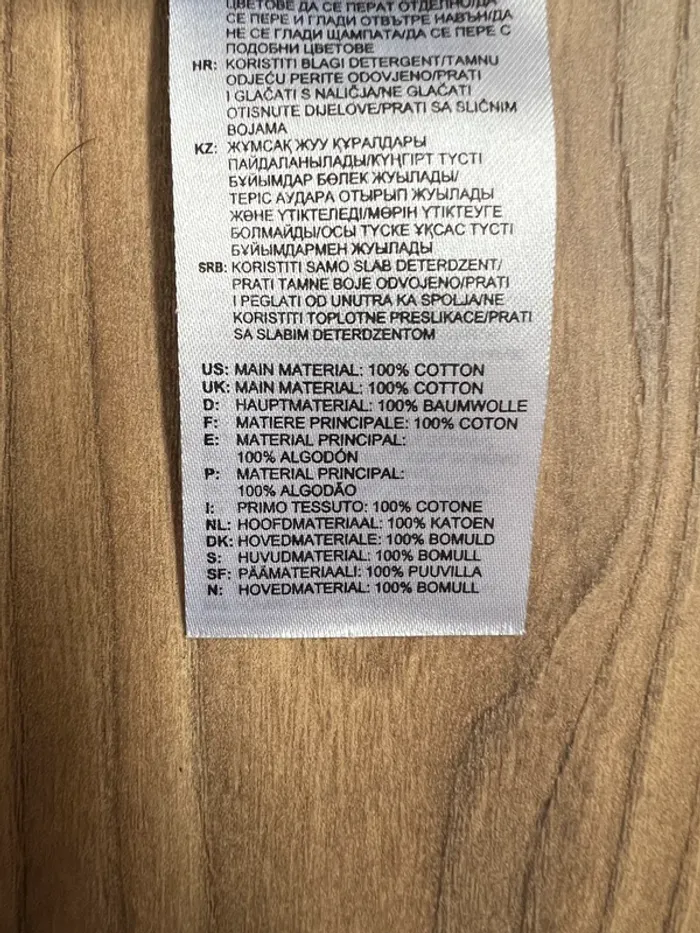 ЦВЕТОВЕ ДА СЕ ПЕРАТ ОТДЕЛНО/ДА
СЕ ПЕРЕ И ГЛАДИ ОТВЪТРЕ НАВЪН/ДА
НЕ СЕ ГЛАДИ ЩАМПАТА/ДА СЕ ПЕРЕ С
ПОДОБНИ ЦВЕТОВЕ
HR: KORISTITI BLAGI DETERGENT/TAMNU
ODJEĆU PERITE ODOVJENO/PRATI
I GLAČATI S NALIČJA/NE GLAČATI
OTISNUTE DIJELOVE/PRATI SA SLIČNIM
BOJAMA
KZ: ЖҰМСАҚ ЖУУ ҚҰРАЛДАРЫ
ПАЙДАЛАНЫЛАДЫ/КҮҢГІРТ ТҮСТІ
БҰЙЫМДАР БӨЛЕК ЖУЫЛАДЫ/
ТЕРІС АУДАРА ОТЫРЫП ЖУЫЛАДЫ
ЖӘНЕ ҮТІКТЕЛЕДІ/МӨРІН ҮТІКТЕУГЕ
БОЛМАЙДЫ/ОСЫ ТҮСКЕ ҰҚСАС ТҮСТІ
БҰЙЫМДАРМЕН ЖУЫЛАДЫ
SRB: KORISTITI SAMO SLAB DETERDZENT/
PRATI TAMNE BOJE ODVOJENO/PRATI
I PEGLATI OD UNUTRA KA SPOLJA/NE
KORISTITI TOPLOTNE PRESLIKACE/PRATI
SA SLABIM DETERDZENTOM
US: MAIN MATERIAL: 100% COTTON
UK: MAIN MATERIAL: 100% COTTON
D: HAUPTMATERIAL: 100% BAUMWOLLE
F: MATIERE PRINCIPALE: 100% COTON
E: MATERIAL PRINCIPAL:
100% ALGODÓN
P: MATERIAL PRINCIPAL:
100% ALGODÃO
I: PRIMO TESSUTO: 100% COTONE
NL: HOOFDMATERIAAL: 100% KATOEN
DK: HOVEDMATERIALE: 100% BOMULD
S: HUVUDMATERIAL: 100% BOMULL
SF: PÄÄMATERIAALI: 100% PUUVILLA
N: HOVEDMATERIAL: 100% BOMULL